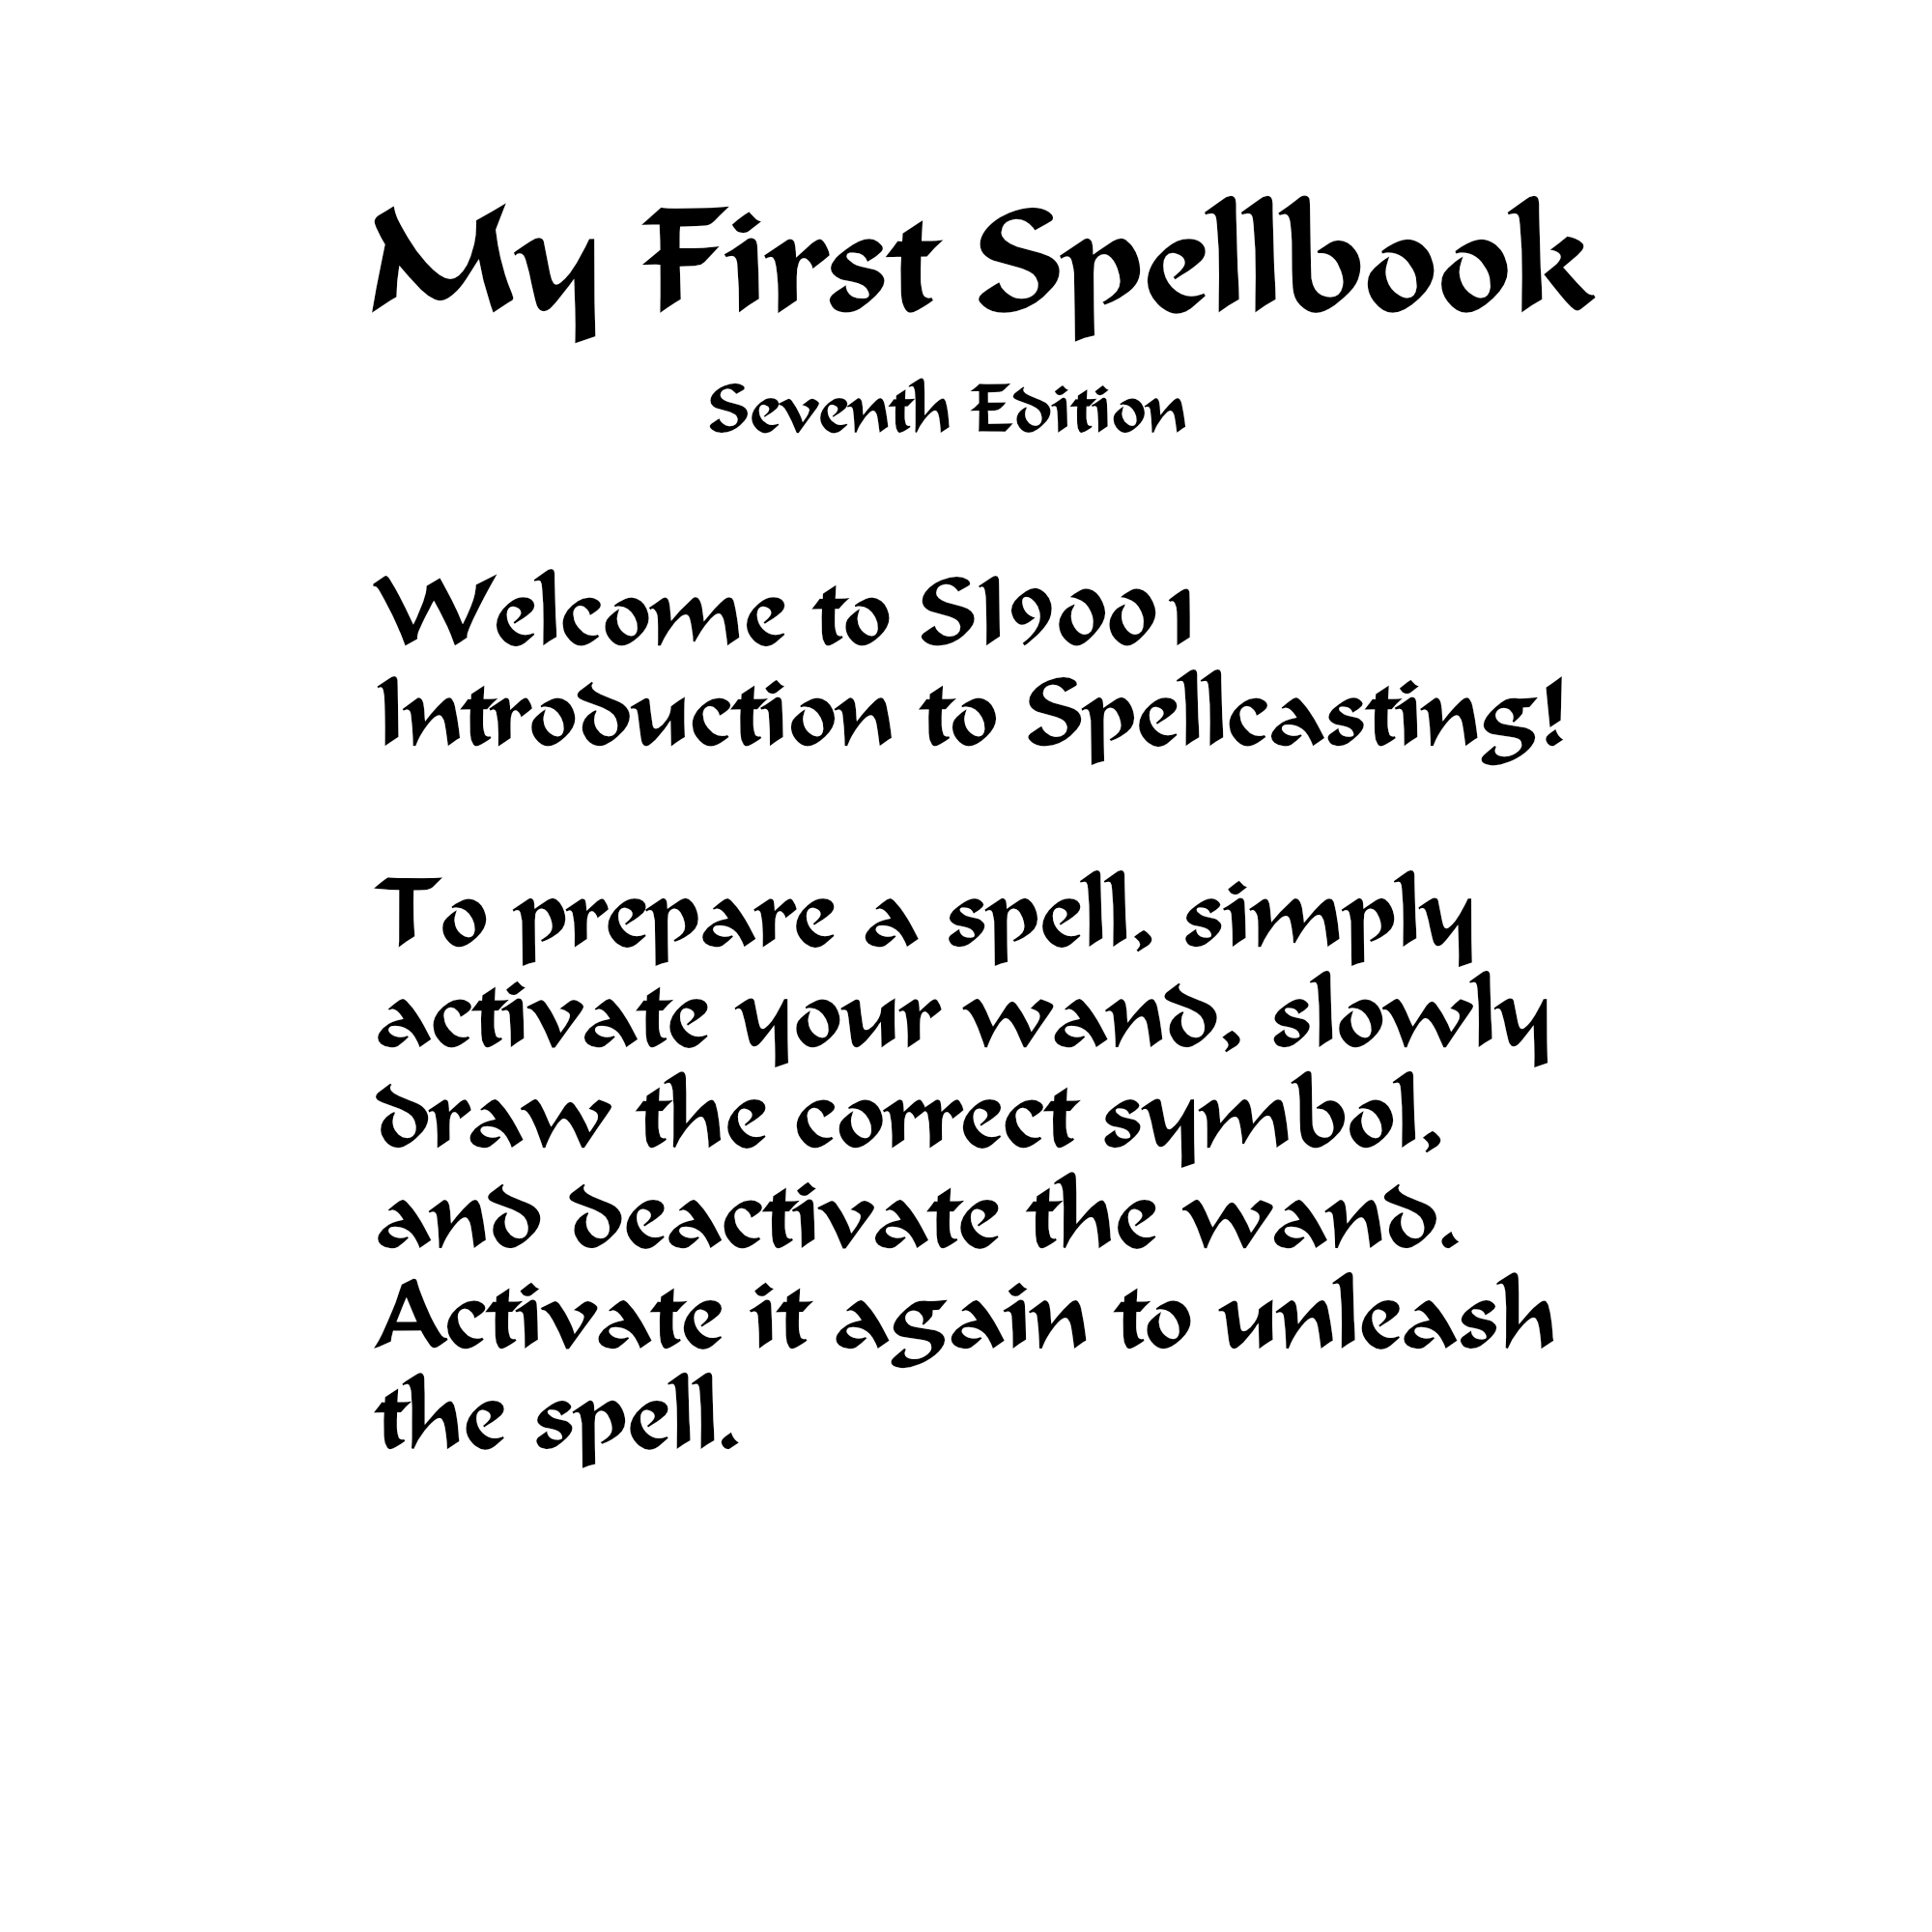 My First Spellbook
Seventh Edition
Welcome to S19001
Introduction to Spellcasting!
To prepare a spell, simply
activate your wand, slowly
draw the correct symbol,
and deactivate the wand.
Activate it again to unleash
the spell.